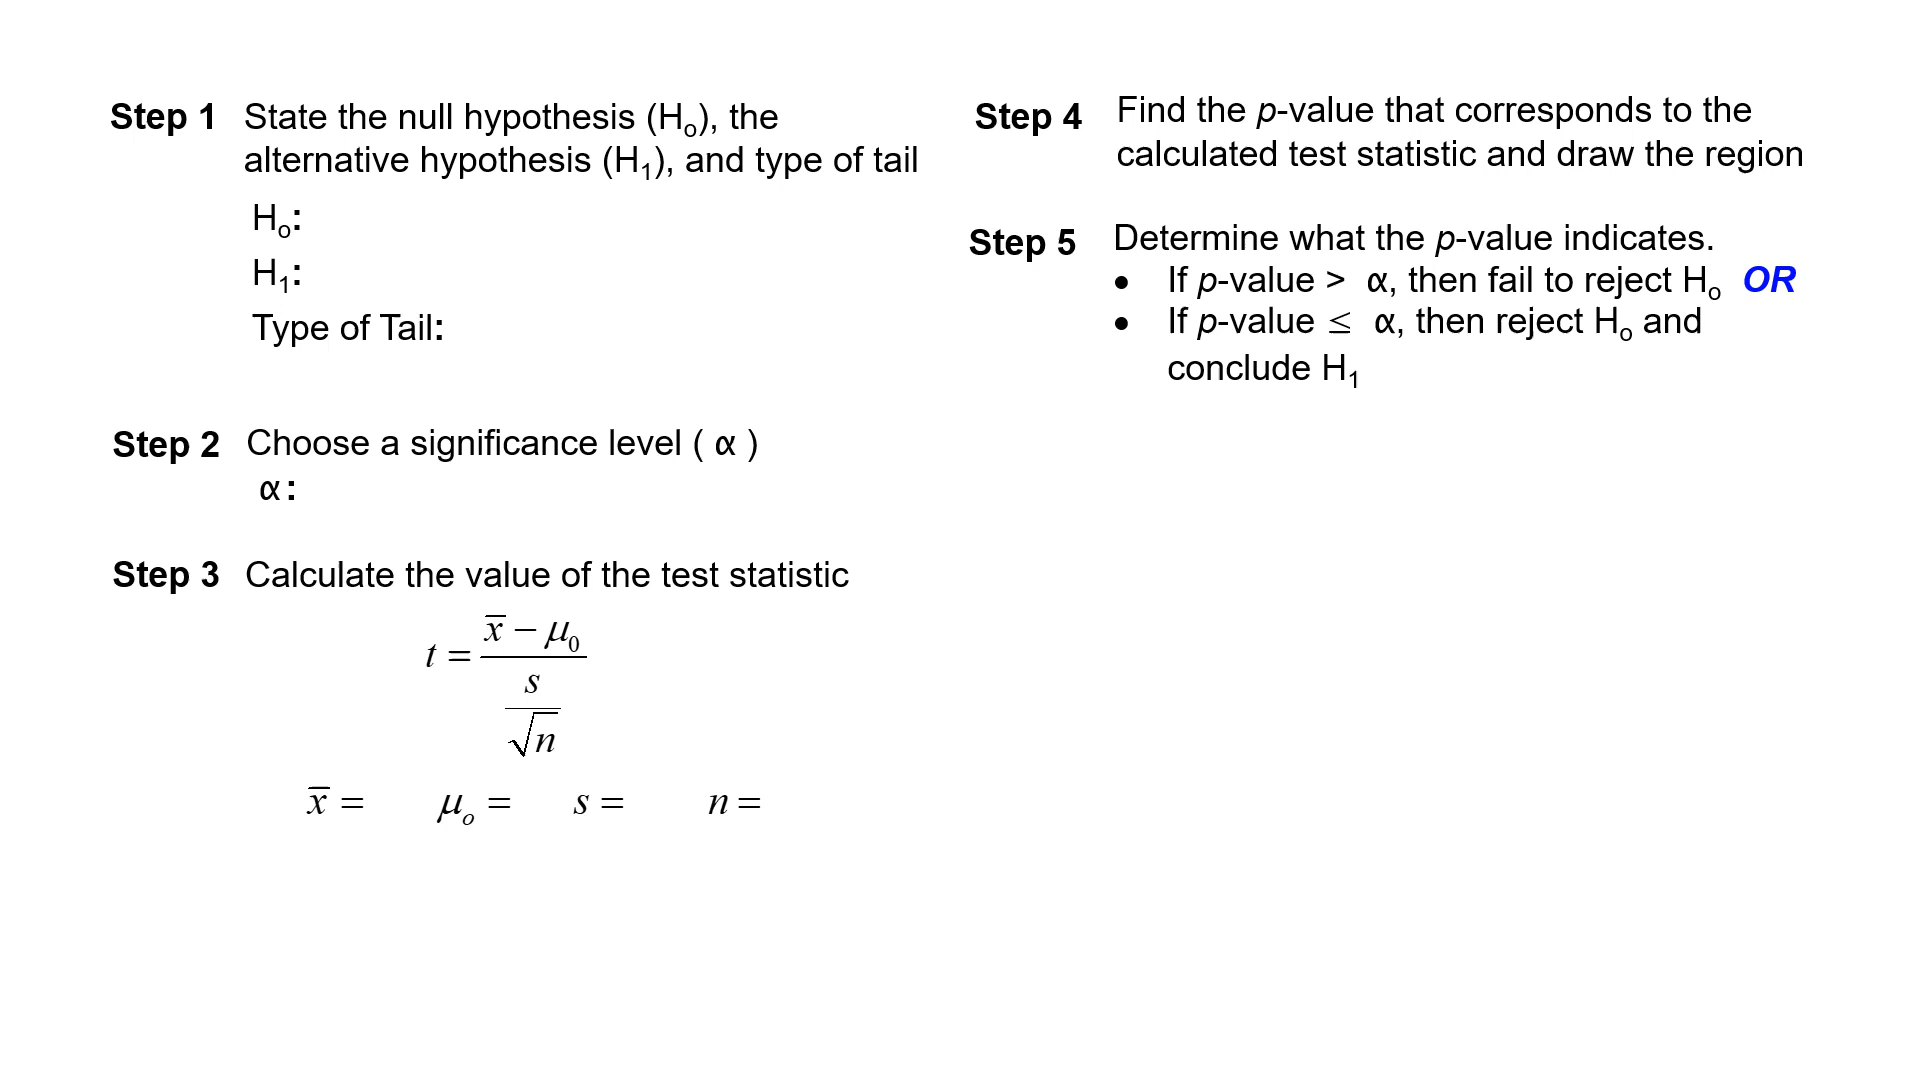 Step 1 State the null hypothesis (Ho), the
alternative hypothesis (H1), and type of tail
Ho:
H1:
Type of Tail:
Step 2 Choose a significance level ( α )
α:
Step 3 Calculate the value of the test statistic
t = (x̄ − μ0) / (s / √n)
x̄ = μo = s = n =
Step 4 Find the p-value that corresponds to the
calculated test statistic and draw the region
Step 5 Determine what the p-value indicates.
• If p-value > α, then fail to reject Ho OR
• If p-value ≤ α, then reject Ho and
conclude H1